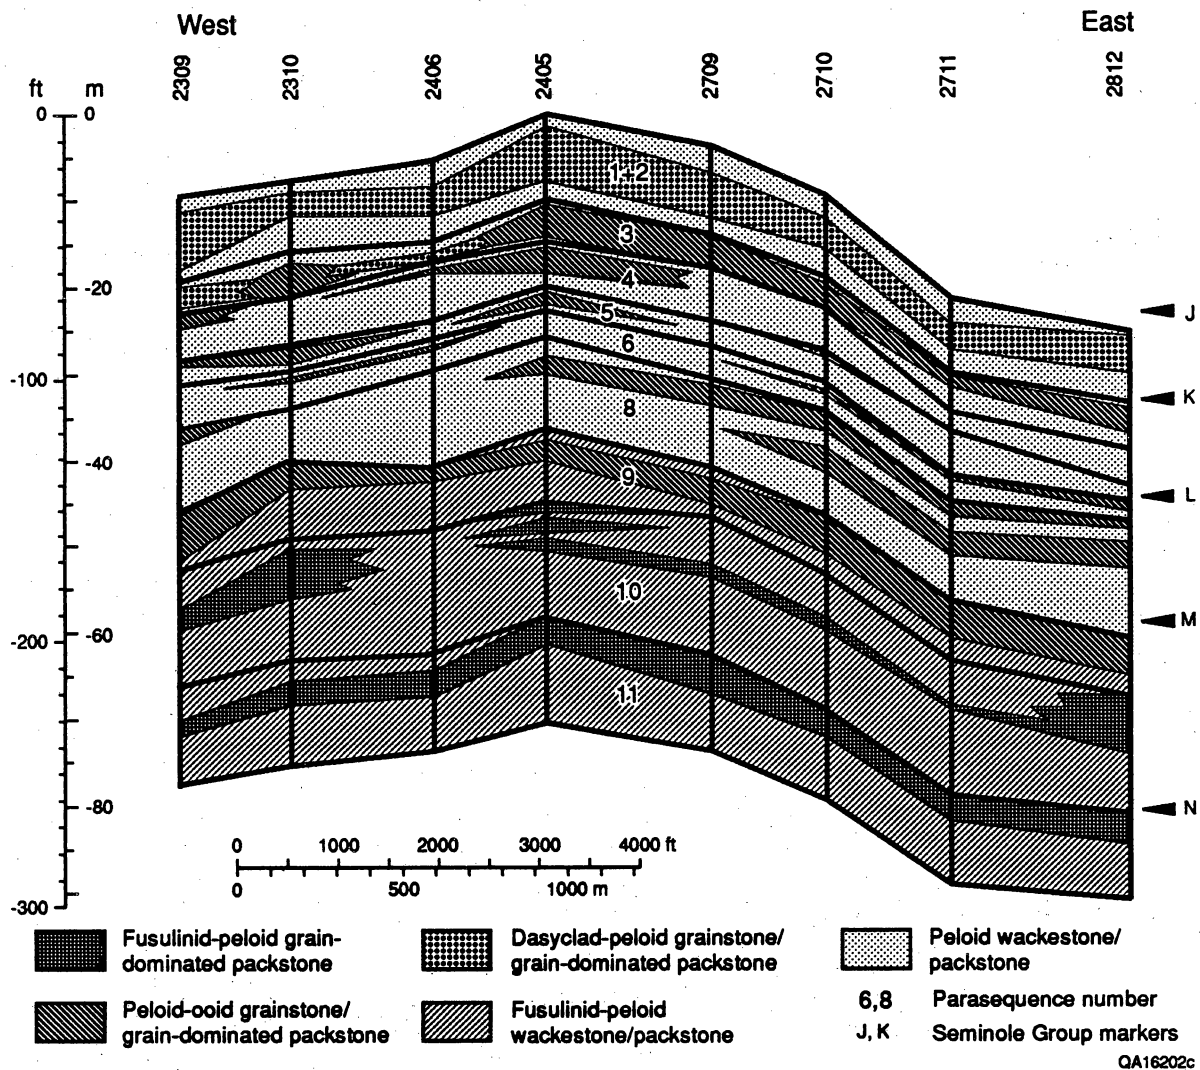 West East
2309 2310 2406 2405 2709 2710 2711 2812
ft m
0 0
1+2
3
-20
4
J
5
6
-100
K
8
-40
9
L
10
M
-200 -60
11
-80
N
0 1000 2000 3000 4000 ft
0 500 1000 m
-300
Fusulinid-peloid grain-
dominated packstone
Dasyclad-peloid grainstone/
grain-dominated packstone
Peloid wackestone/
packstone
Peloid-ooid grainstone/
grain-dominated packstone
Fusulinid-peloid
wackestone/packstone
6,8 Parasequence number
J, K Seminole Group markers
QA16202c